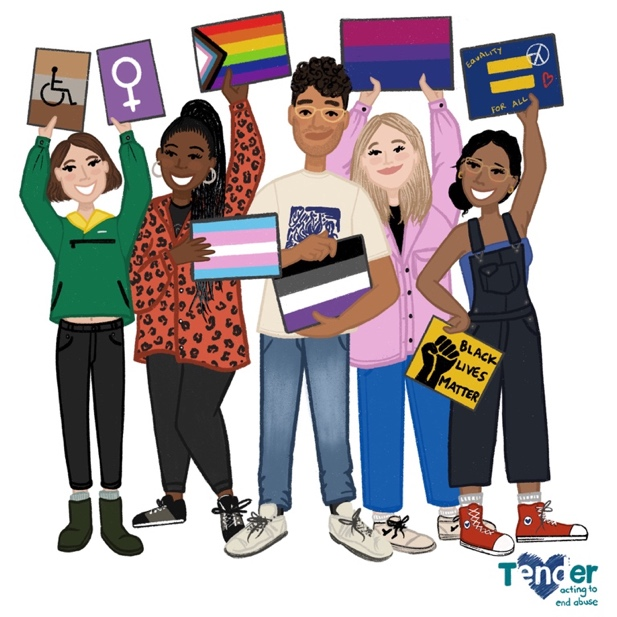 EQUALITY
FOR ALL
BLACK
LIVES
MATTER
Tender
acting to
end abuse